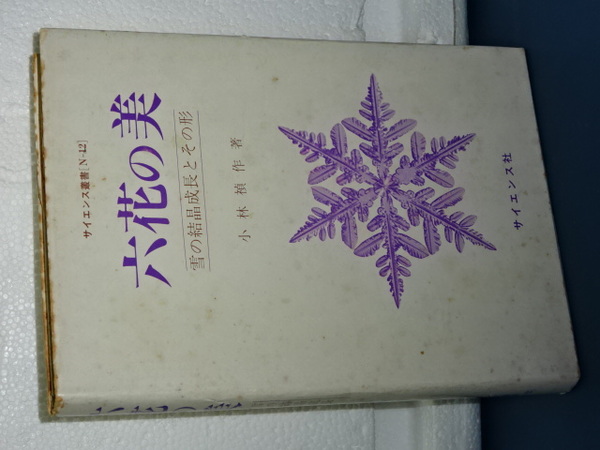 サイエンス叢書[N-12]
六花の美
雪の結晶成長とその形
小林禎作 著
サイエンス社